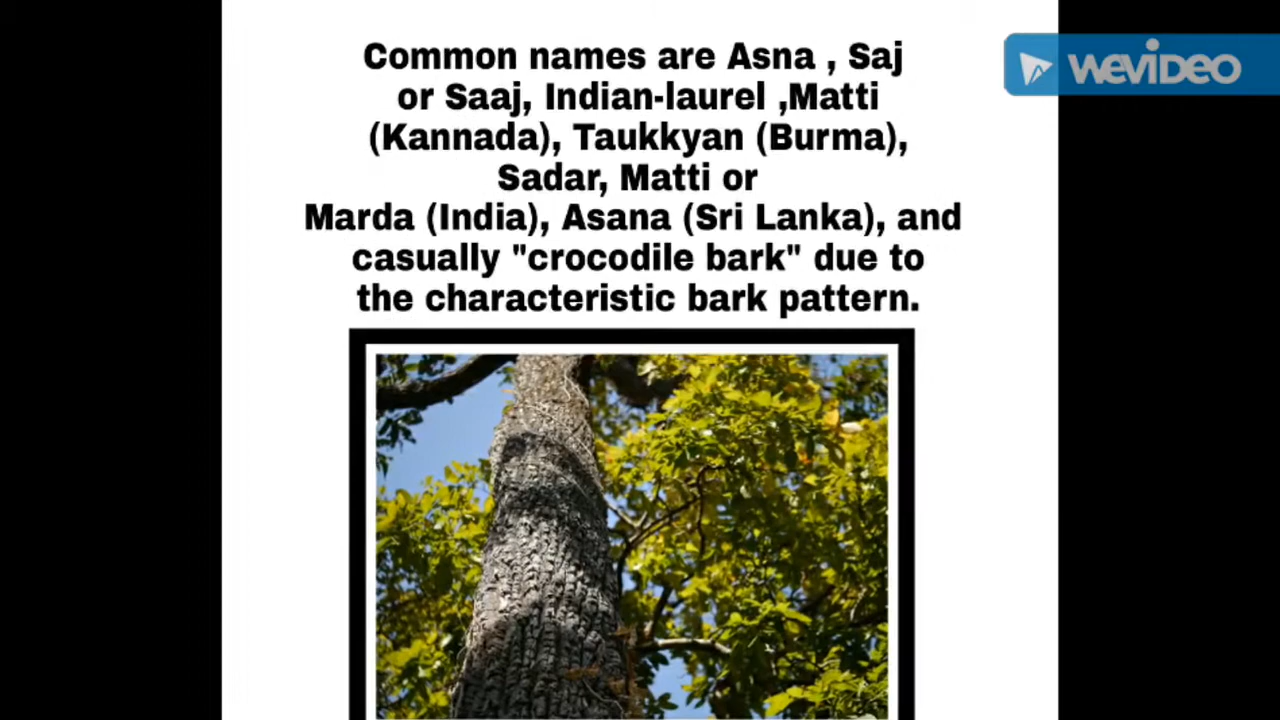 Common names are Asna , Saj
or Saaj, Indian-laurel ,Matti
(Kannada), Taukkyan (Burma),
Sadar, Matti or
Marda (India), Asana (Sri Lanka), and
casually "crocodile bark" due to
the characteristic bark pattern.
WEVIDEO